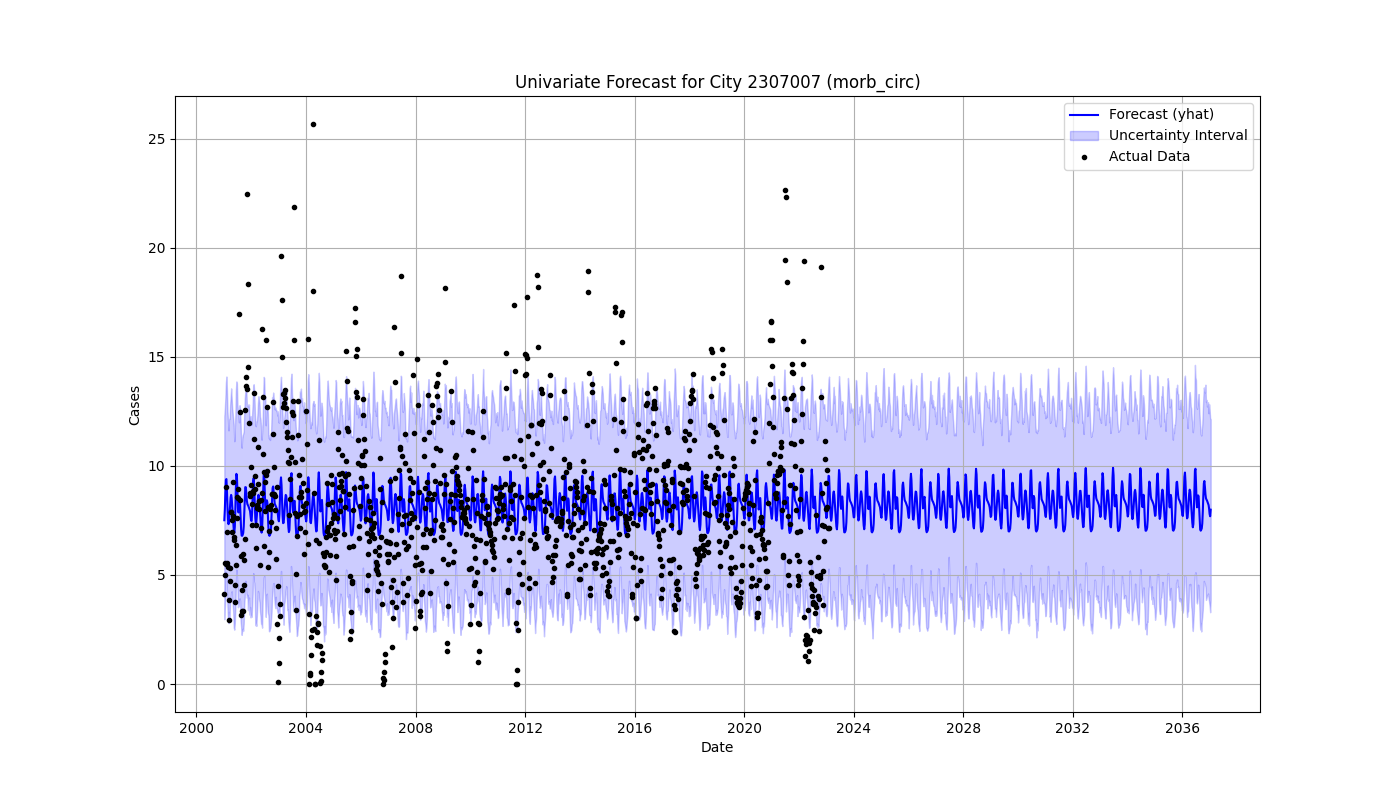 Univariate Forecast for City 2307007 (morb_circ)
Forecast (yhat)
Uncertainty Interval
Actual Data
25
20
15
10
5
0
Cases
2000 2004 2008 2012 2016 2020 2024 2028 2032 2036
Date